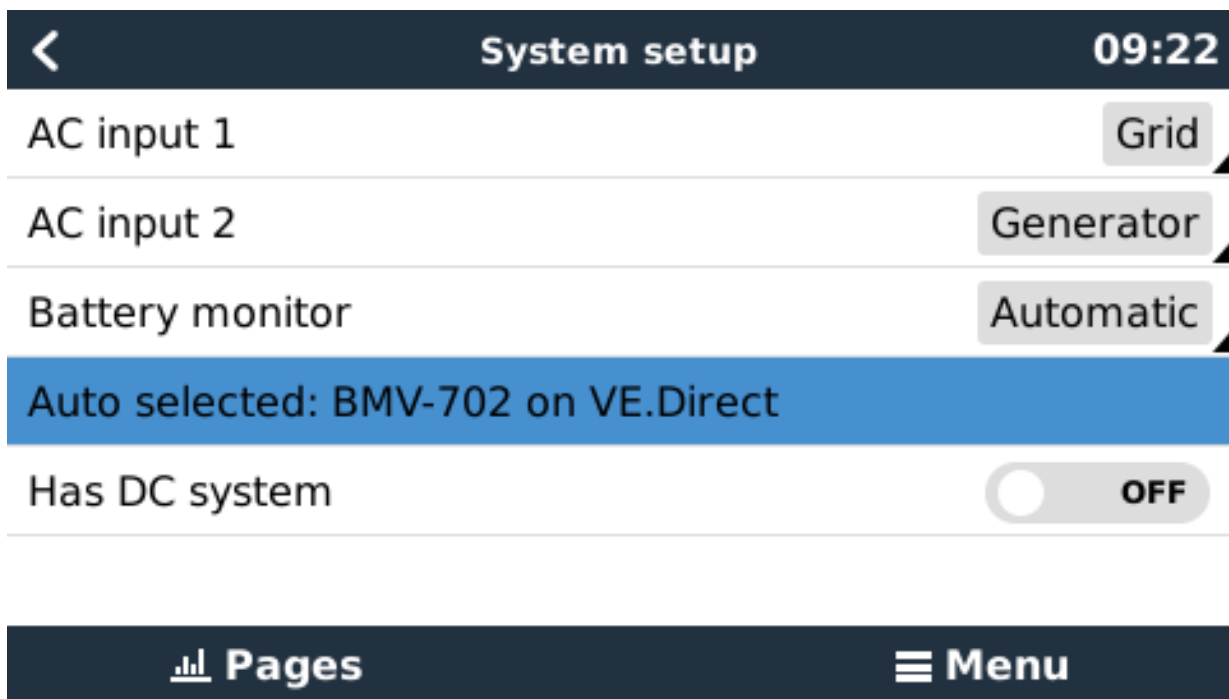 System setup 09:22
AC input 1 Grid
AC input 2 Generator
Battery monitor Automatic
Auto selected: BMV-702 on VE.Direct
Has DC system OFF
Pages Menu